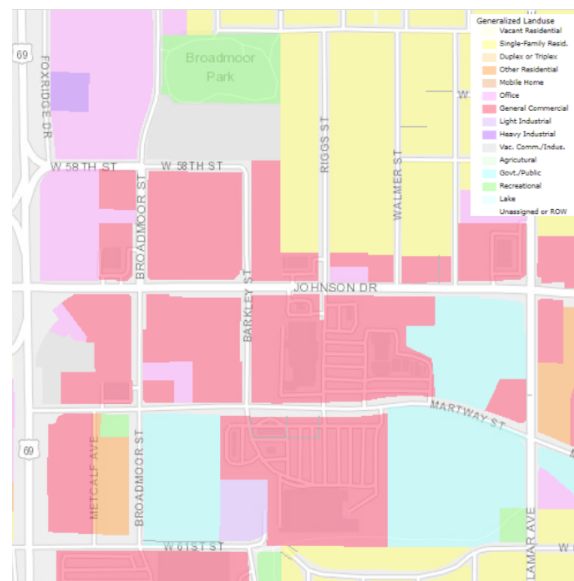 Generalized Landuse
Vacant Residential
Single-Family Resid.
Duplex or Triplex
Other Residential
Mobile Home
Office
General Commercial
Light Industrial
Heavy Industrial
Vac. Comm./Indus.
Agricutural
Govt./Public
Recreational
Lake
Unassigned or ROW
69
FOXRIDGE DR
Broadmoor
Park
W
RIGGS ST
WALMER ST
W 58TH ST
W 58TH ST
BROADMOOR ST
BARKLEY ST
JOHNSON DR
MARTWAY ST
69
METCALF AVE
BROADMOOR ST
LAMAR AVE
W 61ST ST
W